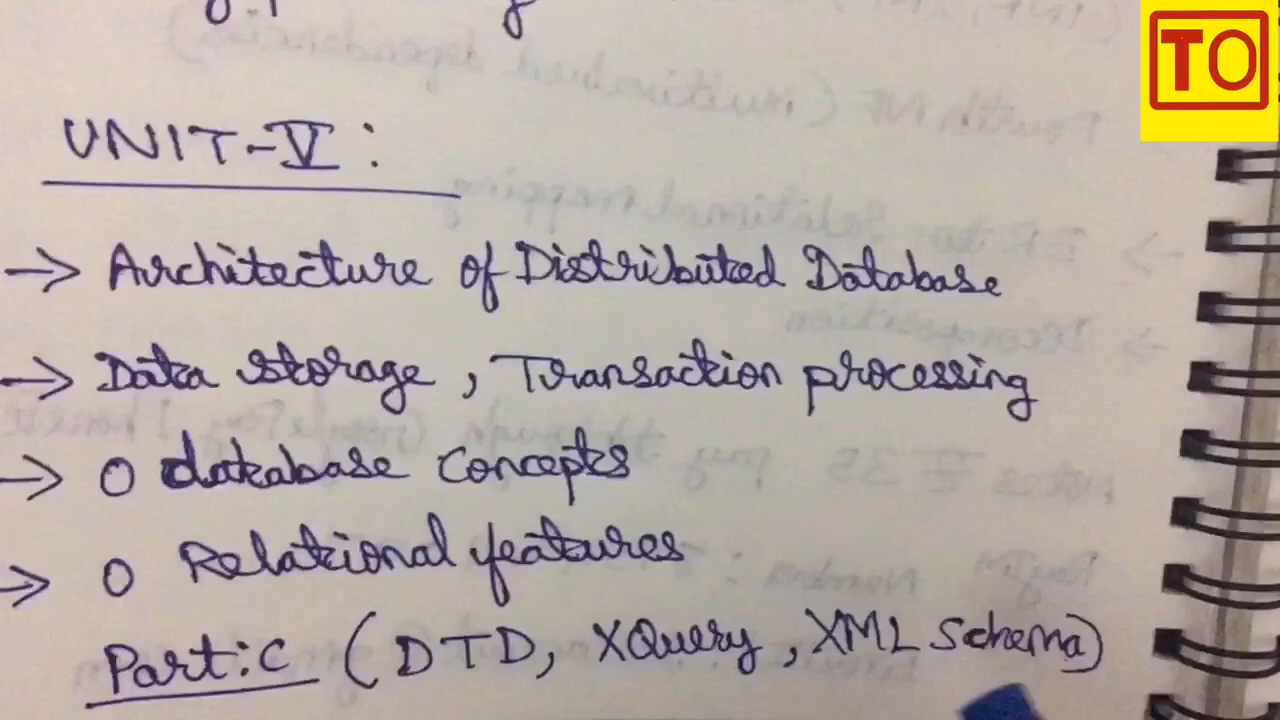 TO
UNIT-V:
→ Architecture of Distributed Database
→ Data storage, Transaction processing
→ O database concepts
→ O Relational features
Part:C (DTD, XQuery, XML Schema)